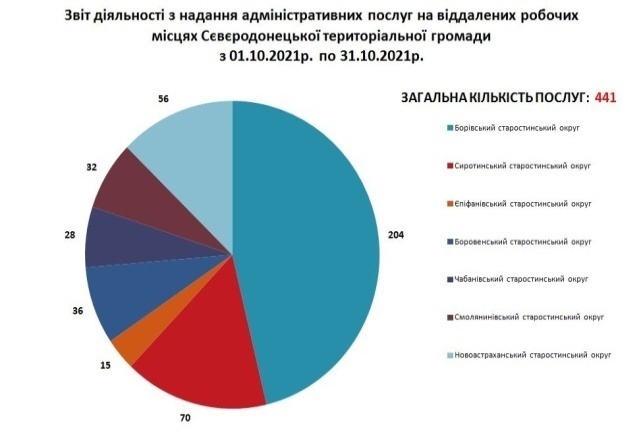 Звіт діяльності з надання адміністративних послуг на віддалених робочих
місцях Сєвєродонецької територіальної громади
з 01.10.2021р. по 31.10.2021р.
ЗАГАЛЬНА КІЛЬКІСТЬ ПОСЛУГ: 441
56
32
28
36
15
70
204
Борівський старостинський округ
Сиротинський старостинський округ
Єпіфанівський старостинський округ
Боровенський старостинський округ
Чабанівський старостинський округ
Смолянинівський старостинський округ
Новоастраханський старостинський округ